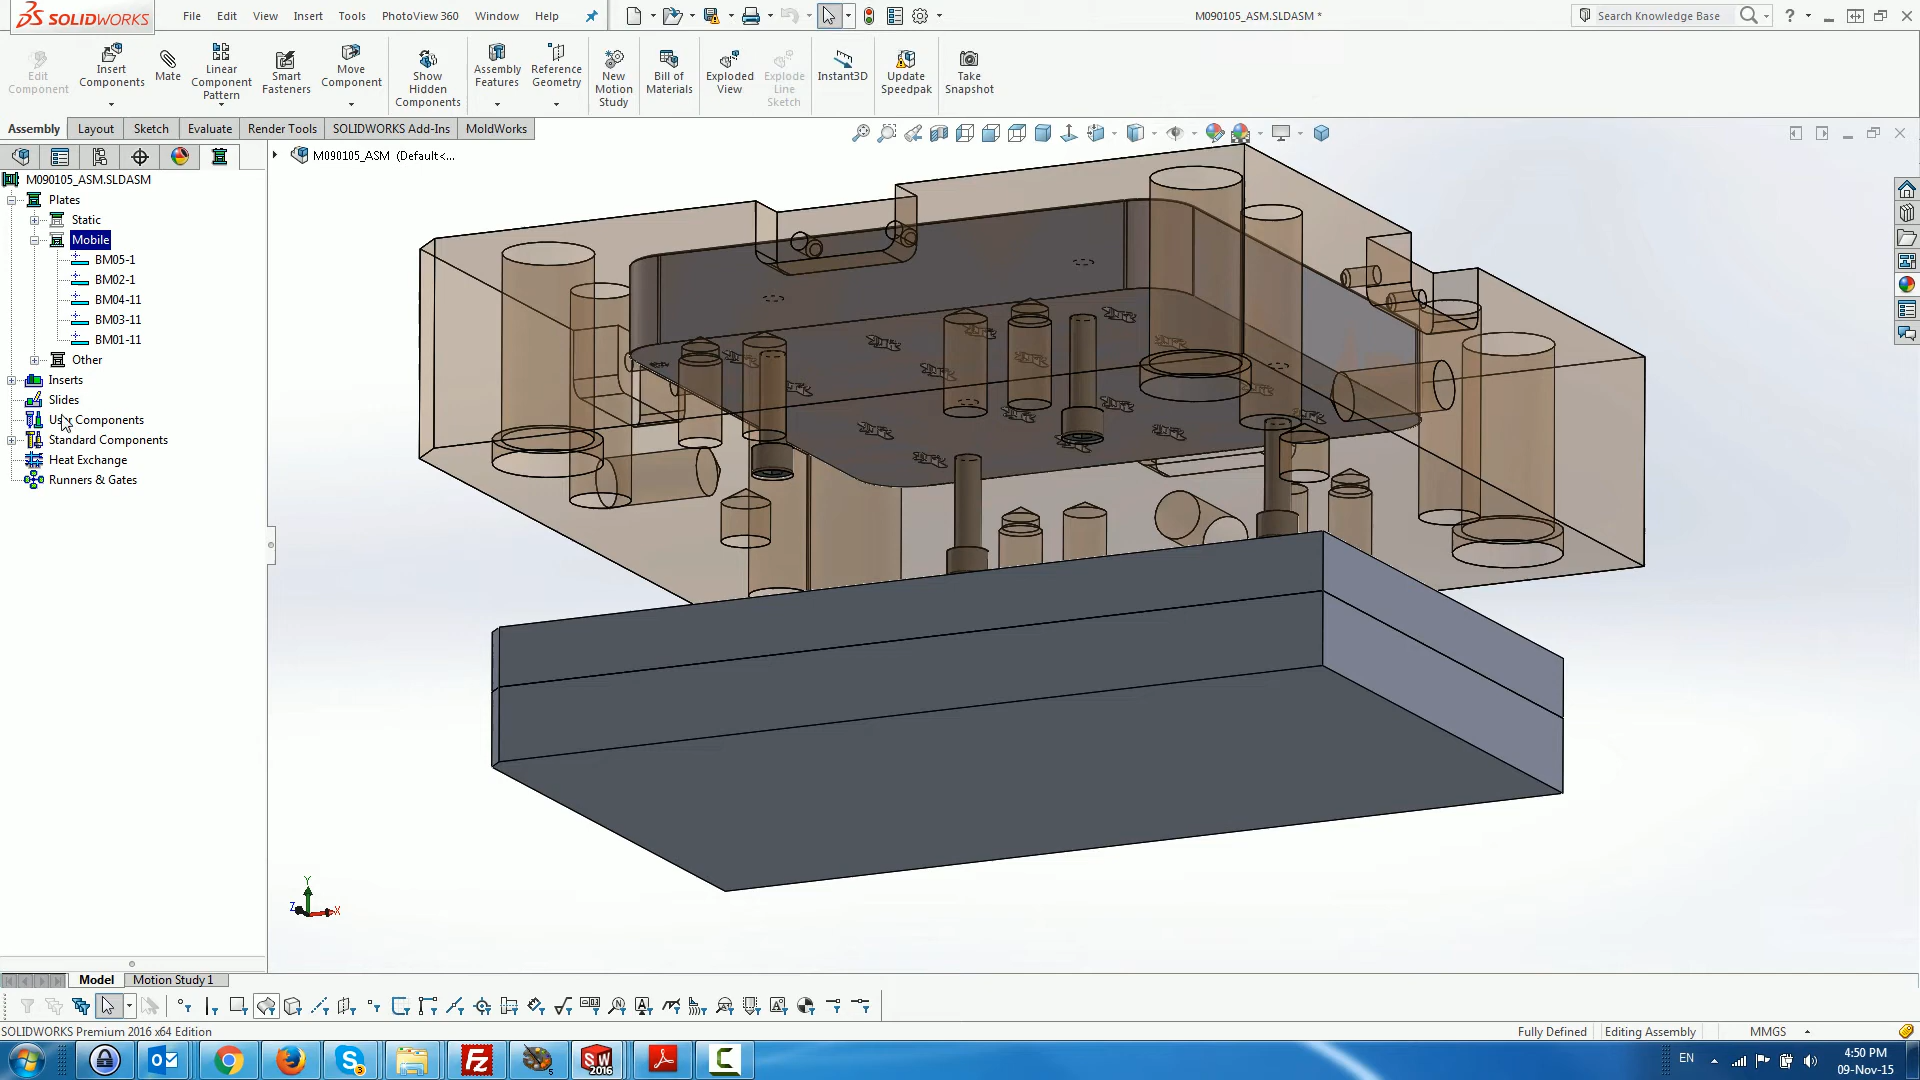 SOLIDWORKS
File Edit View Insert Tools PhotoView 360 Window Help
M090105_ASM.SLDASM *
Search Knowledge Base
Edit Component
Insert Components
Mate
Linear Component Pattern
Smart Fasteners
Move Component
Show Hidden Components
Assembly Features
Reference Geometry
New Motion Study
Bill of Materials
Exploded View
Explode Line Sketch
Instant3D
Update Speedpak
Take Snapshot
Assembly Layout Sketch Evaluate Render Tools SOLIDWORKS Add-Ins MoldWorks
M090105_ASM (Default<...
M090105_ASM.SLDASM
Plates
Static
Mobile
BM05-1
BM02-1
BM04-11
BM03-11
BM01-11
Other
Inserts
Slides
Components
Standard Components
Heat Exchange
Runners & Gates
Y
Z
X
Model Motion Study 1
SOLIDWORKS Premium 2016 x64 Edition
Fully Defined Editing Assembly MMGS
EN
4:50 PM
09-Nov-15
SW
2016